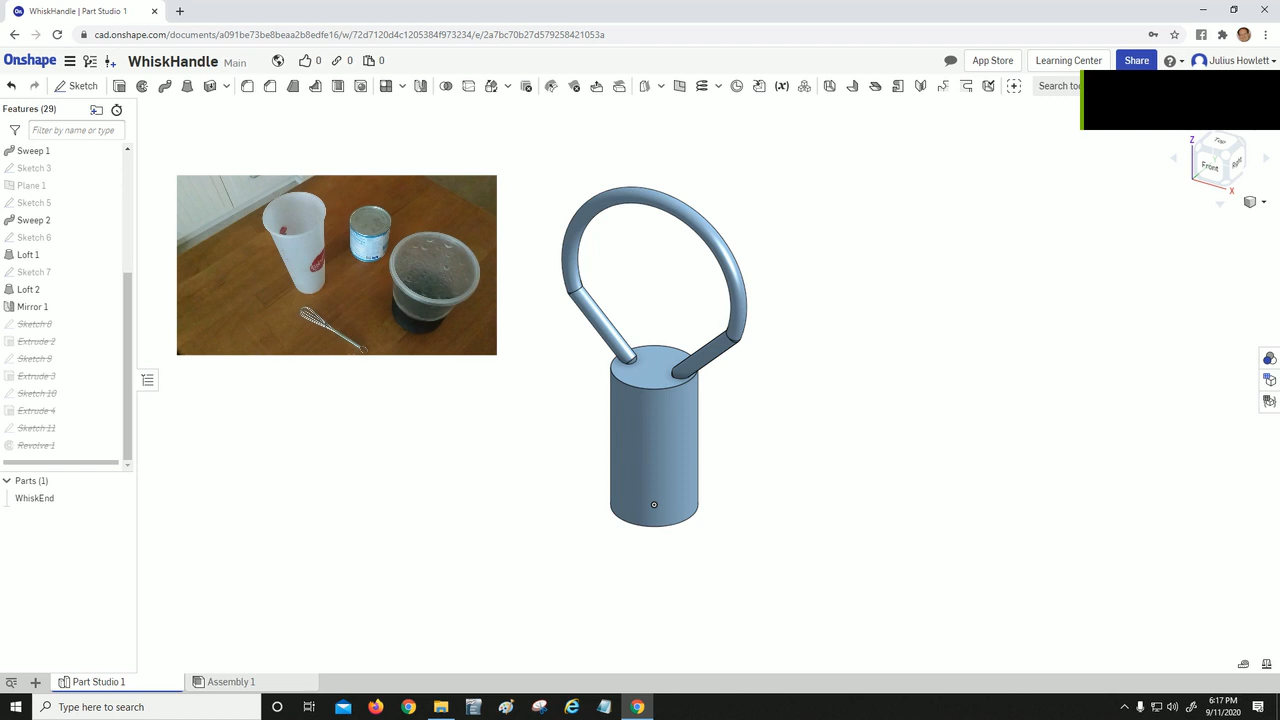 WhiskHandle | Part Studio 1
cad.onshape.com/documents/a091be73be8beaa2b8edfe16/w/72d7120d4c1205384f973234/e/2a7bc70b27d579258421053a
Onshape
WhiskHandle Main
0
0
0
App Store
Learning Center
Share
Julius Howlett
Sketch
Search too
Features (29)
Filter by name or type
Sweep 1
Sketch 3
Plane 1
Sketch 5
Sweep 2
Sketch 6
Loft 1
Sketch 7
Loft 2
Mirror 1
Sketch 8
Extrude 2
Sketch 9
Extrude 3
Sketch 10
Extrude 4
Sketch 11
Revolve 1
Parts (1)
WhiskEnd
Z
Top
Front
Right
X
Part Studio 1
Assembly 1
Type here to search
6:17 PM
9/11/2020